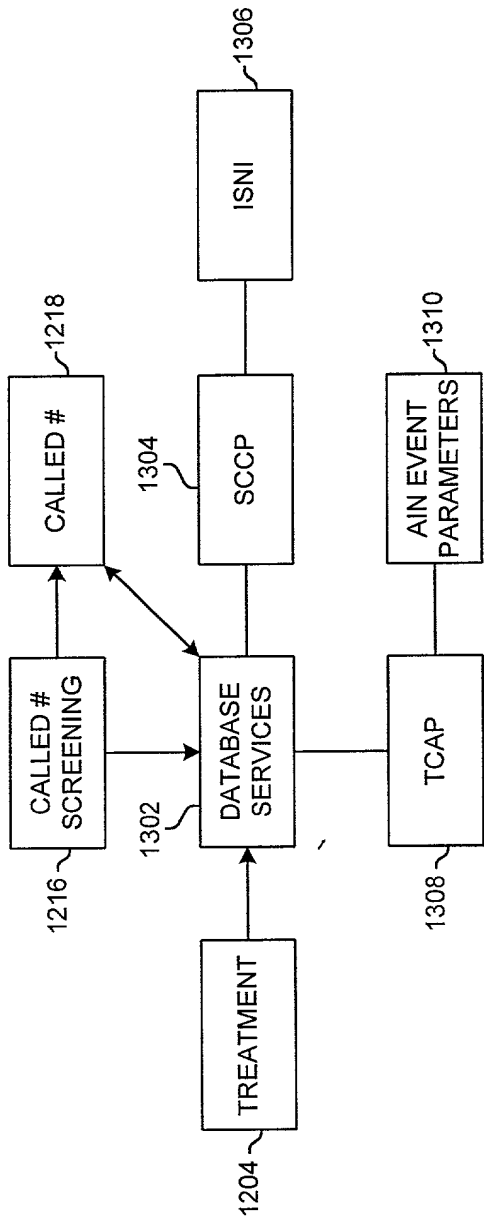 1216
CALLED #
SCREENING
1218
CALLED #
1204
TREATMENT
1302
DATABASE
SERVICES
1304
SCCP
1306
ISNI
1308
TCAP
1310
AIN EVENT
PARAMETERS